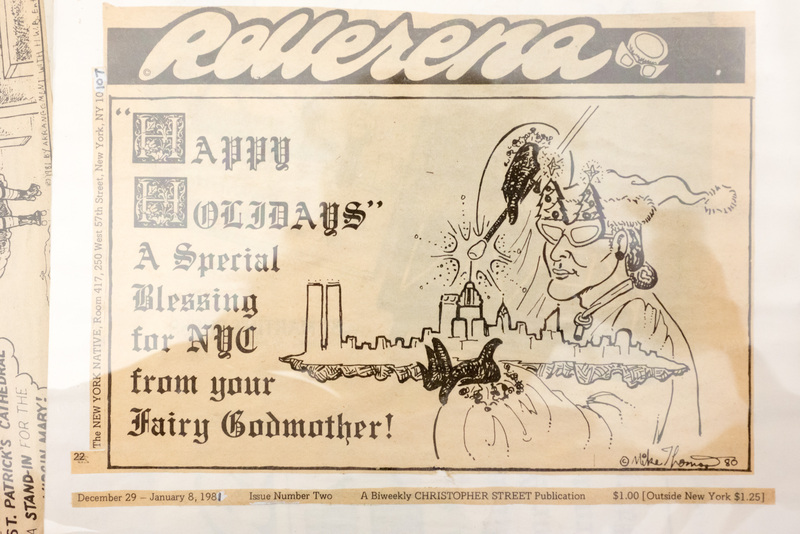 Reverena
"HAPPY
HOLIDAYS"
A Special
Blessing
for NYC
from your
Fairy Godmother!
© Mike Thomas 80
22
The NEW YORK NATIVE, Room 417, 250 West 57th Street, New York, NY 10107
December 29 – January 8, 1981
Issue Number Two
A Biweekly CHRISTOPHER STREET Publication
$1.00 [Outside New York $1.25]
ST. PATRICK'S CATHEDRAL
A STAND-IN FOR THE
VIRGIN MARY!